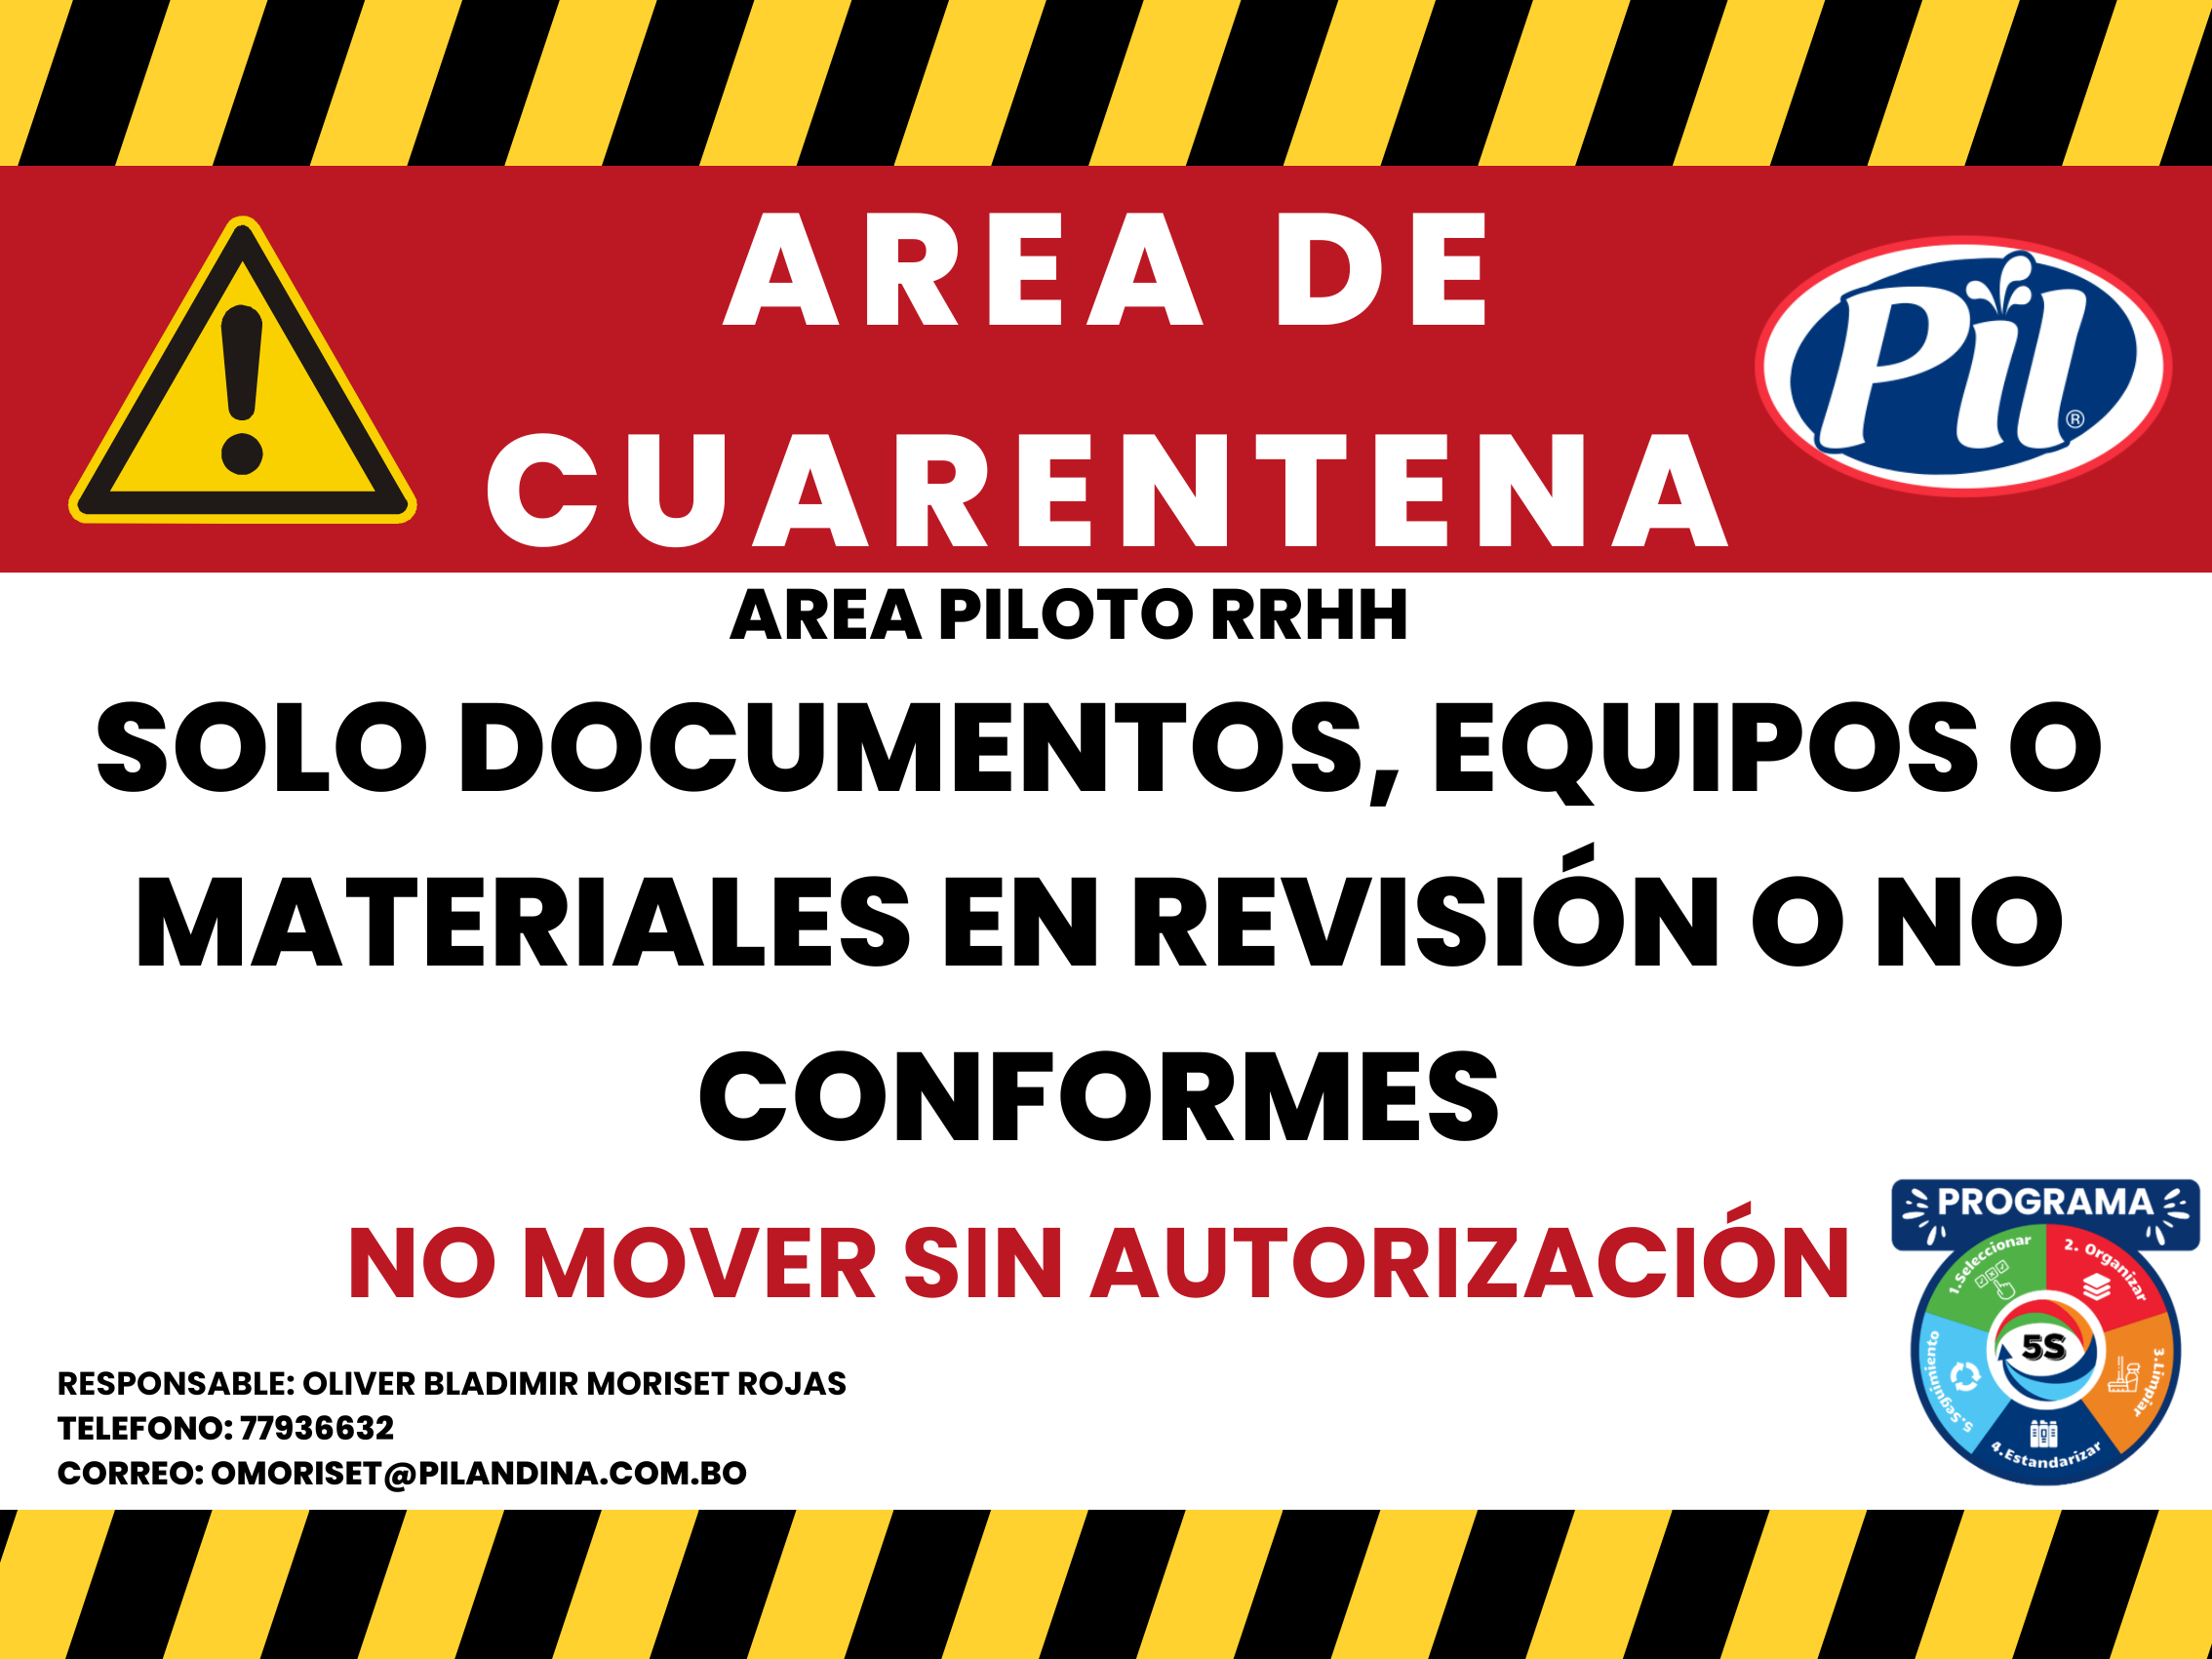 AREA DE
CUARENTENA
Pil
®
AREA PILOTO RRHH
SOLO DOCUMENTOS, EQUIPOS O
MATERIALES EN REVISIÓN O NO
CONFORMES
NO MOVER SIN AUTORIZACIÓN
PROGRAMA
1.Seleccionar
2. Organizar
3.Limpiar
4.Estandarizar
5.Seguimiento
5S
RESPONSABLE: OLIVER BLADIMIR MORISET ROJAS
TELEFONO: 77936632
CORREO: OMORISET@PILANDINA.COM.BO